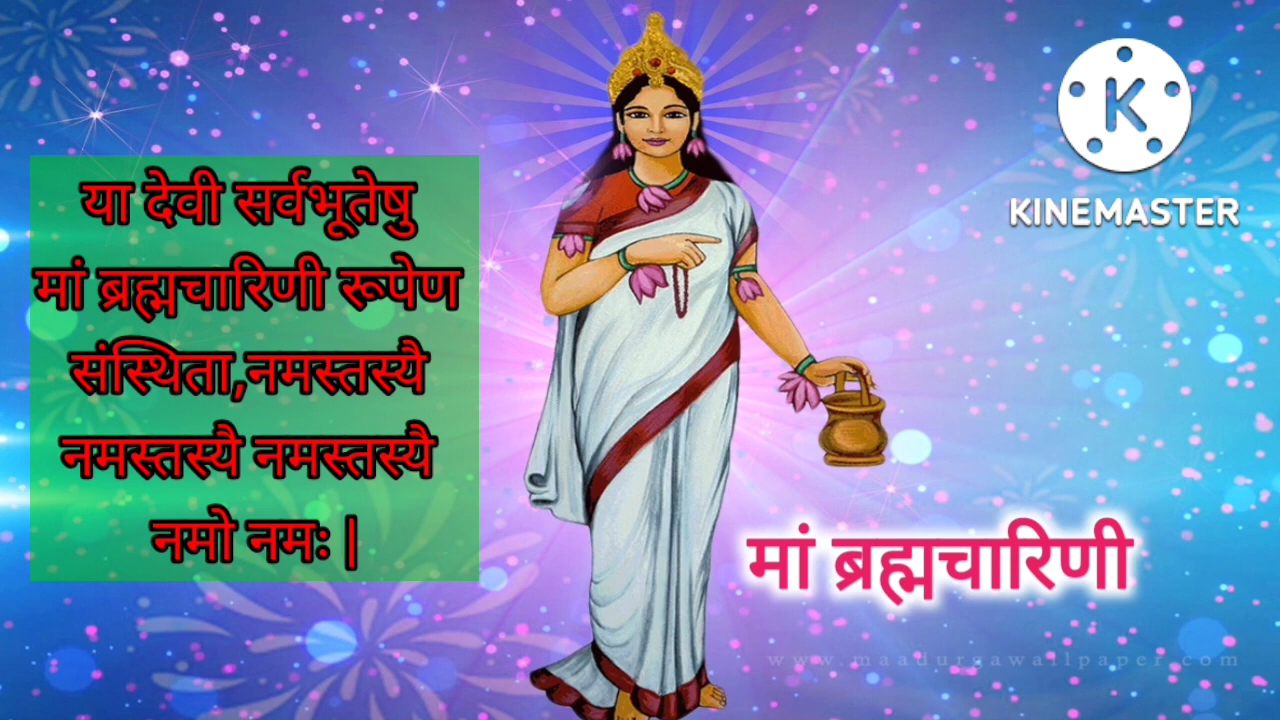 या देवी सर्वभूतेषु
मां ब्रह्मचारिणी रूपेण
संस्थिता,नमस्तस्यै
नमस्तस्यै नमस्तस्यै
नमो नमः |
K
KINEMASTER
मां ब्रह्मचारिणी
www.maadurgawallpaper.com